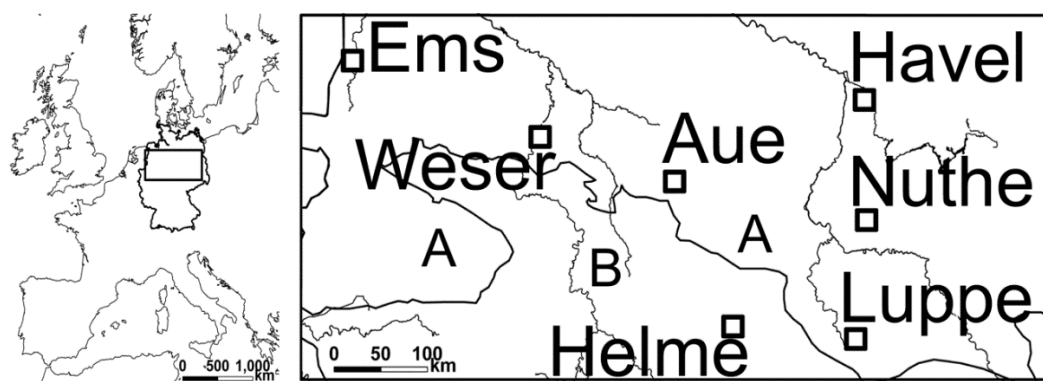 Ems
Havel
Weser
Aue
Nuthe
A
B
A
Luppe
Helme
0 50 100
km
0 500 1,000
km